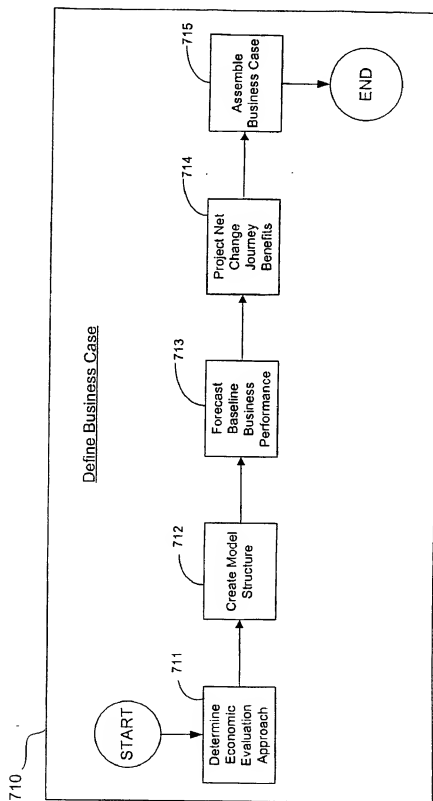 710
Define Business Case
START
711
Determine
Economic
Evaluation
Approach
712
Create Model
Structure
713
Forecast
Baseline
Business
Performance
714
Project Net
Change
Journey
Benefits
715
Assemble
Business Case
END